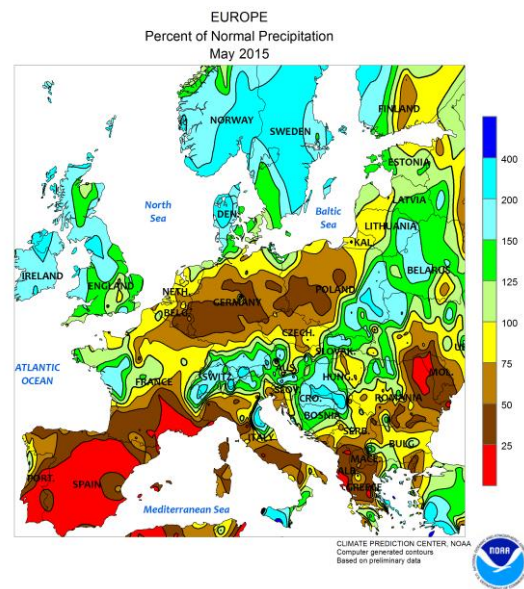 EUROPE
Percent of Normal Precipitation
May 2015
FINLAND
NORWAY
SWEDEN
ESTONIA
North
Sea
Baltic
Sea
LATVIA
DEN.
LITHUANIA
KAL.
IRELAND
ENGLAND
BELARUS
NETH.
GERMANY
POLAND
BELG.
CZECH.
SLOVAK.
ATLANTIC
OCEAN
MOL.
FRANCE
SWITZ.
AUS.
HUNG.
SLOV.
CRO.
ROMANIA
BOSNIA
SERB.
ITALY
BULG.
MACE.
ALB.
GREECE
PORT.
SPAIN
Mediterranean Sea
400
200
150
125
100
75
50
25
CLIMATE PREDICTION CENTER, NOAA
Computer generated contours
Based on preliminary data
NOAA